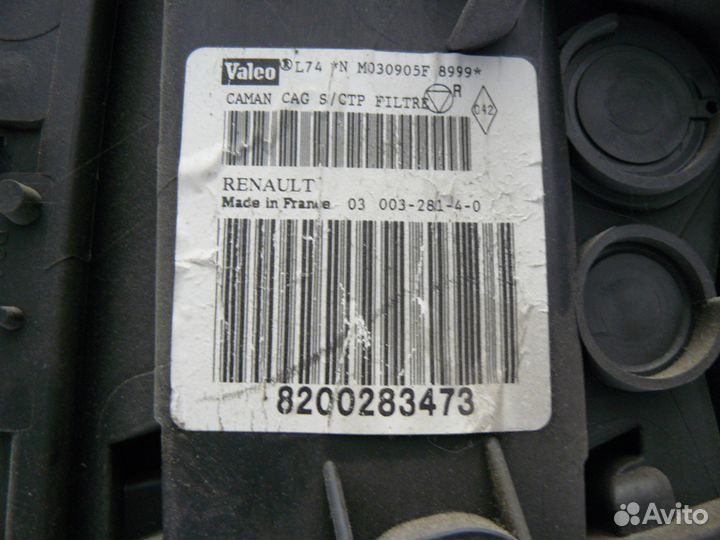 Valeo ® L74 *N M030905F 8999*
CAMAN CAG S/CTP FILTRE R
C42
RENAULT
Made in France 03 003-281-4-0
8200283473
Avito